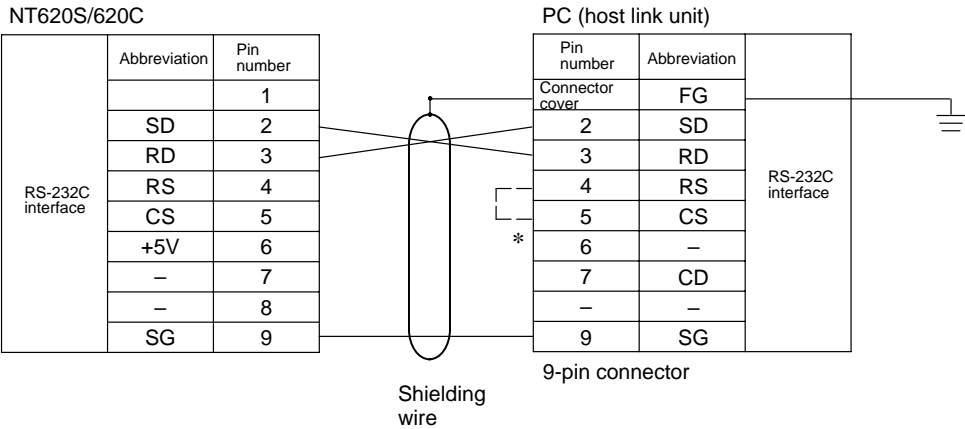 NT620S/620C
PC (host link unit)
Abbreviation
Pin number
Pin number
Abbreviation
1
Connector cover
FG
SD
2
2
SD
RD
3
3
RD
RS-232C interface
RS
4
4
RS
RS-232C interface
CS
5
5
CS
+5V
6
*
6
–
–
7
7
CD
–
8
–
–
SG
9
9
SG
9-pin connector
Shielding
wire